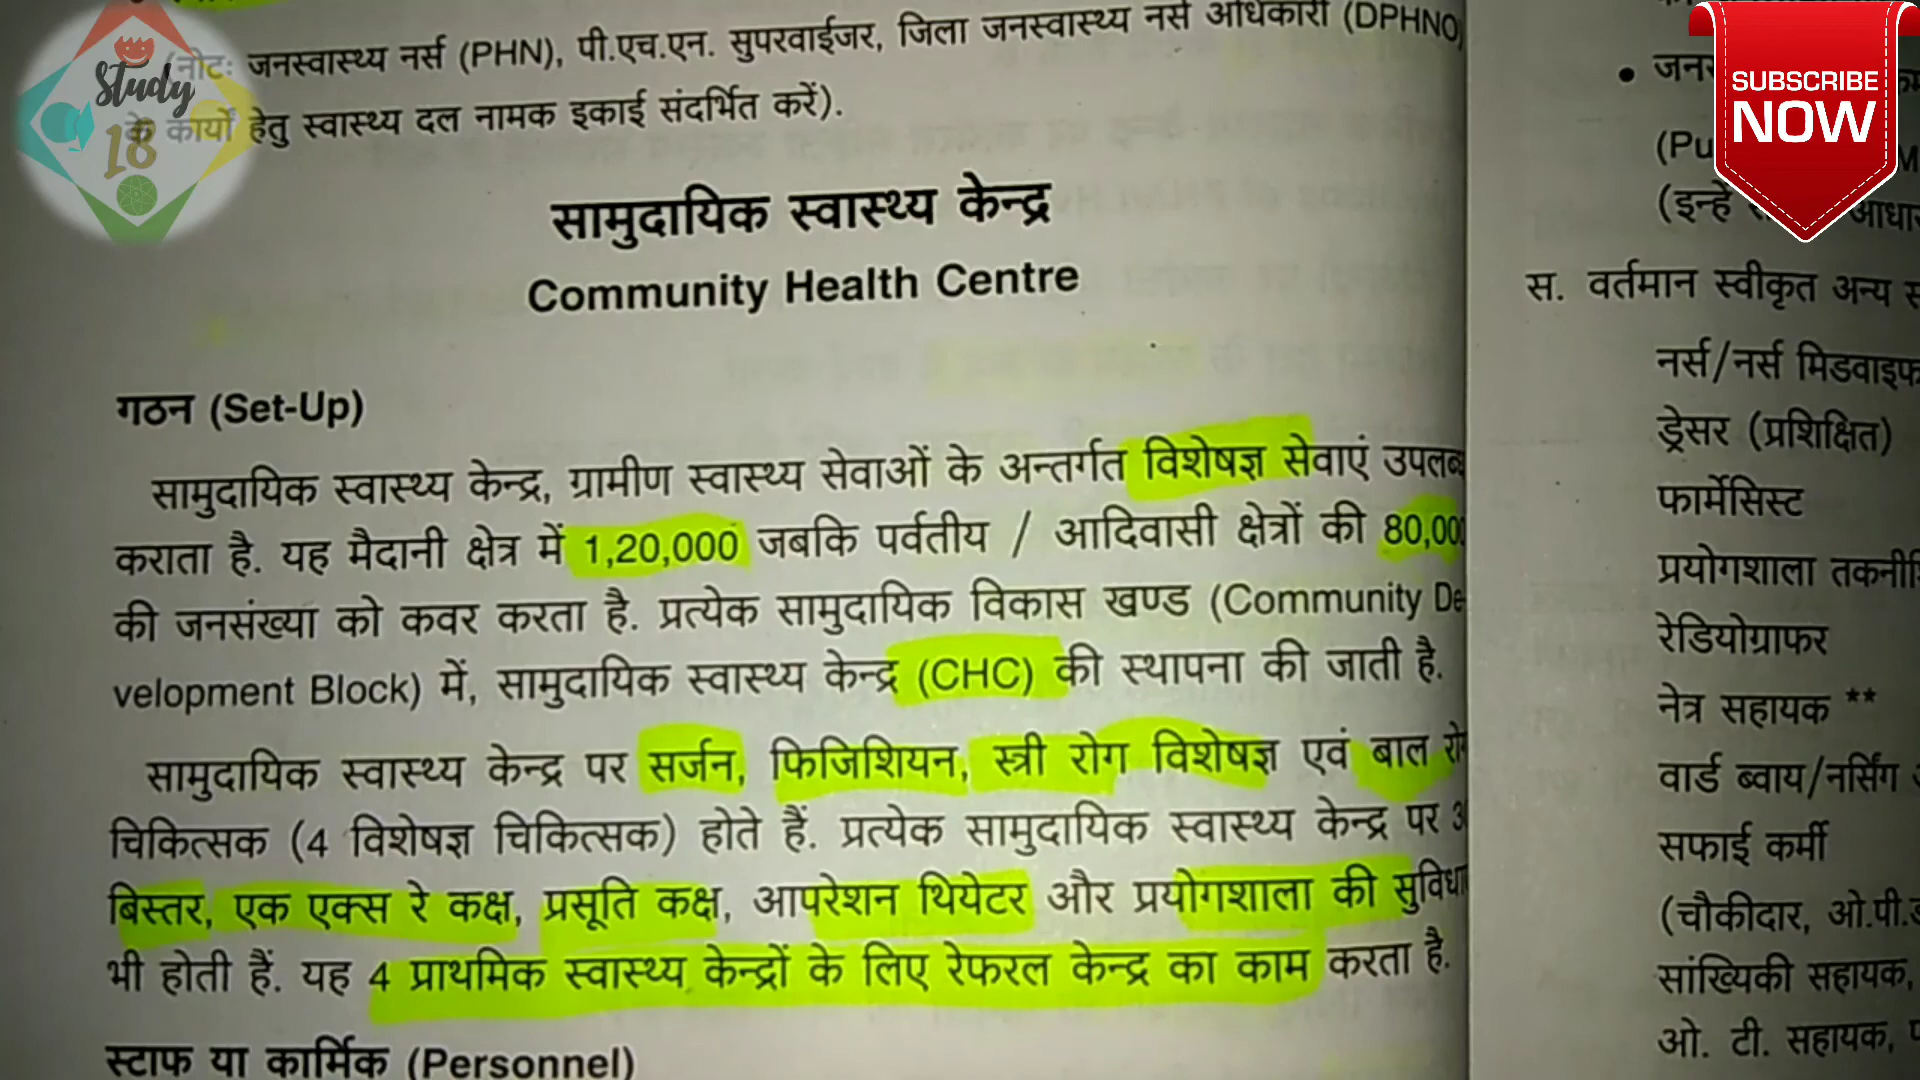 (नोटः जनस्वास्थ्य नर्स (PHN), पी.एच.एन. सुपरवाईजर, जिला जनस्वास्थ्य नर्स अधिकारी (DPHNO)
के कार्यों हेतु स्वास्थ्य दल नामक इकाई संदर्भित करें).
सामुदायिक स्वास्थ्य केन्द्र
Community Health Centre
गठन (Set-Up)
सामुदायिक स्वास्थ्य केन्द्र, ग्रामीण स्वास्थ्य सेवाओं के अन्तर्गत विशेषज्ञ सेवाएं
कराता है. यह मैदानी क्षेत्र में 1,20,000 जबकि पर्वतीय / आदिवासी क्षेत्रों की 80,000
की जनसंख्या को कवर करता है. प्रत्येक सामुदायिक विकास खण्ड (Community De-
velopment Block) में, सामुदायिक स्वास्थ्य केन्द्र (CHC) की स्थापना की जाती है.
सामुदायिक स्वास्थ्य केन्द्र पर सर्जन, फिजिशियन, स्त्री रोग विशेषज्ञ एवं बाल
चिकित्सक (4 विशेषज्ञ चिकित्सक) होते हैं. प्रत्येक सामुदायिक स्वास्थ्य केन्द्र पर
बिस्तर, एक एक्स रे कक्ष, प्रसूति कक्ष, आपरेशन थियेटर और प्रयोगशाला की
भी होती हैं. यह 4 प्राथमिक स्वास्थ्य केन्द्रों के लिए रेफरल केन्द्र का काम करता है.
स्टाफ या कार्मिक (Personnel)
Study
18
SUBSCRIBE
NOW
(इन्हें
स. वर्तमान स्वीकृत अन्य
नर्स/नर्स मिडवाइफ
ड्रेसर (प्रशिक्षित)
फार्मेसिस्ट
प्रयोगशाला
रेडियोग्राफर
नेत्र सहायक **
वार्ड ब्वाय/नर्सिंग
सफाई कर्मी
(चौकीदार,
सांख्यिकी सहायक,
ओ. टी. सहायक,